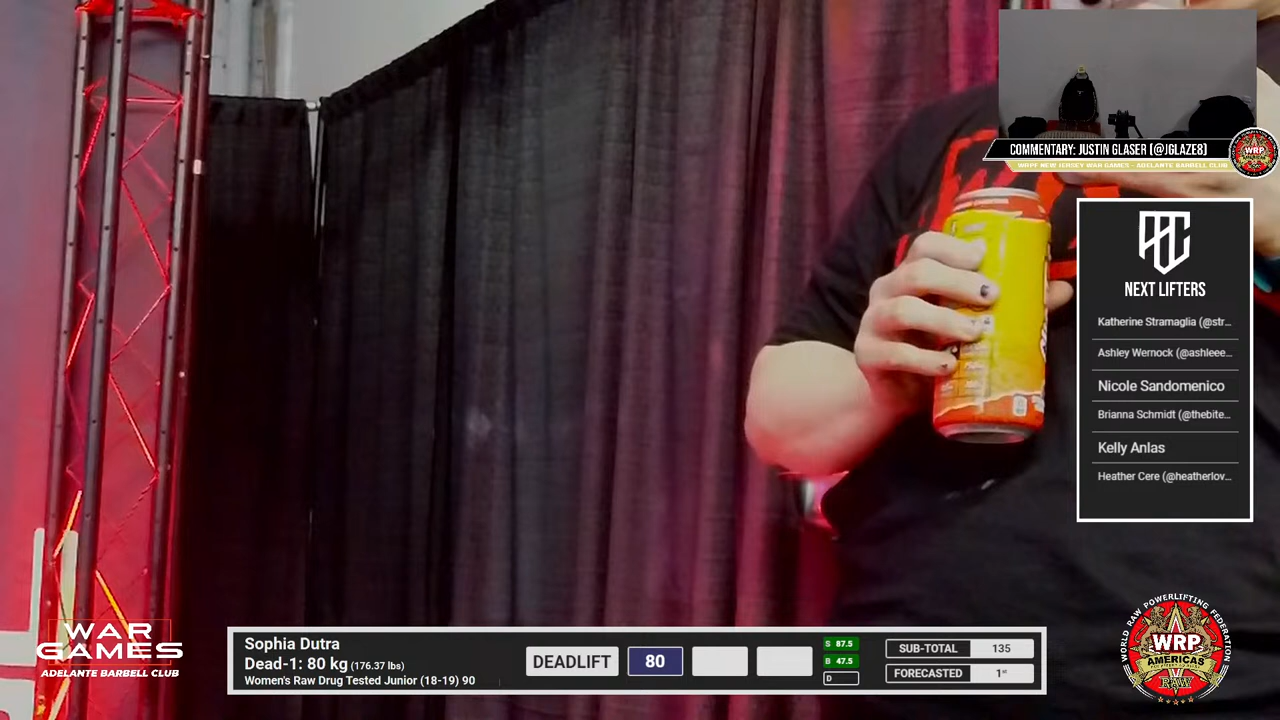 COMMENTARY: JUSTIN GLASER (@JGLAZE8)
WRPF NEW JERSEY WAR GAMES - ADELANTE BARBELL CLUB
WRP
NEXT LIFTERS
Katherine Stramaglia (@str...
Ashley Wernock (@ashleee...
Nicole Sandomenico
Brianna Schmidt (@thebite...
Kelly Anlas
Heather Cere (@heatherlov...
WAR
GAMES
ADELANTE BARBELL CLUB
Sophia Dutra
Dead-1: 80 kg (176.37 lbs)
Women's Raw Drug Tested Junior (18-19) 90
DEADLIFT
80
S 87.5
B 47.5
D
SUB-TOTAL 135
FORECASTED 1st
WORLD RAW POWERLIFTING FEDERATION
WRP
AMERICAS
RAW